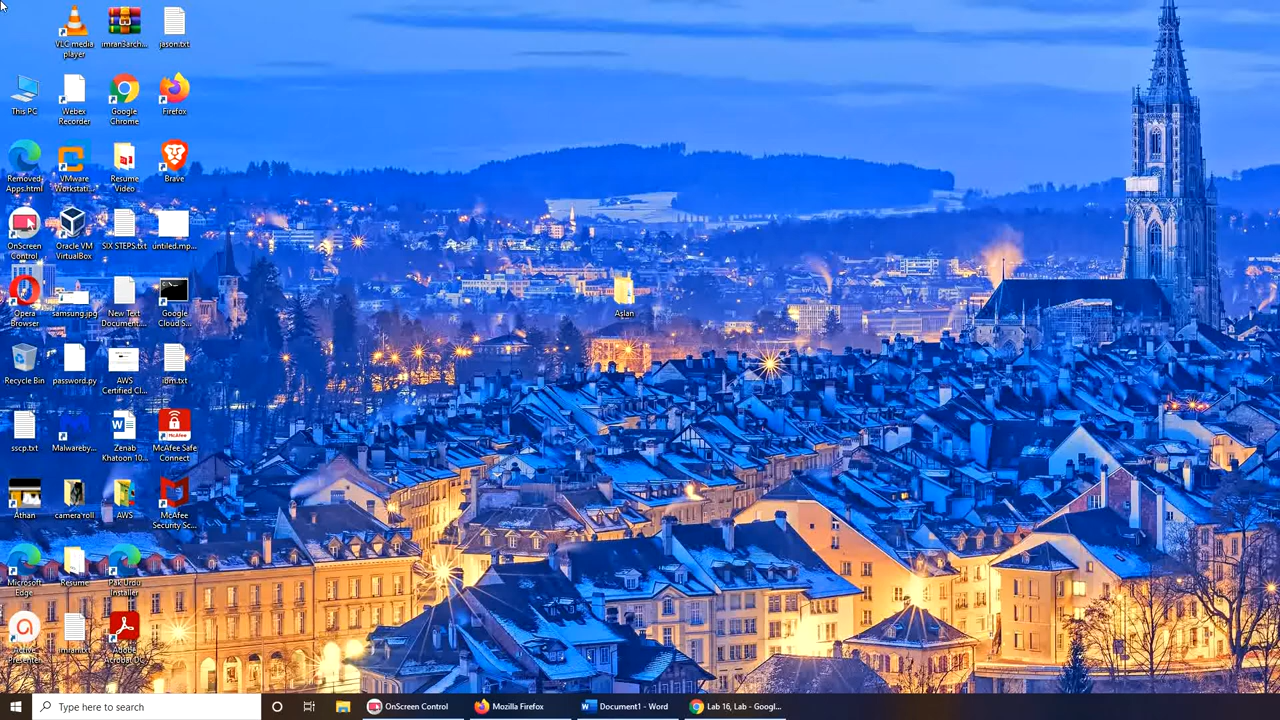 VLC media
player
imran3arch...
jason.txt
This PC
Webex
Recorder
Google
Chrome
Firefox
Removed
Apps.html
VMware
Workstati...
Resume
Video
Brave
OnScreen
Control
Oracle VM
VirtualBox
SIX STEPS.txt
untiled.mp...
Opera
Browser
samsung.jpg
New Text
Document...
Google
Cloud S...
Aslan
Recycle Bin
password.py
AWS
Certified Cl...
ibm.txt
sscp.txt
Malwareby...
Zenab
Khatoon 10...
McAfee Safe
Connect
Athan
camera roll
AWS
McAfee
Security Sc...
Microsoft
Edge
Resume
Pak Urdu
Installer
Active
Presenter
imran.txt
Adobe
Acrobat DC
Type here to search
OnScreen Control
Mozilla Firefox
Document1 - Word
Lab 16, Lab - Googl...